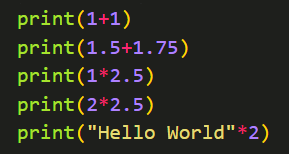 print(1+1)
print(1.5+1.75)
print(1*2.5)
print(2*2.5)
print("Hello World"*2)